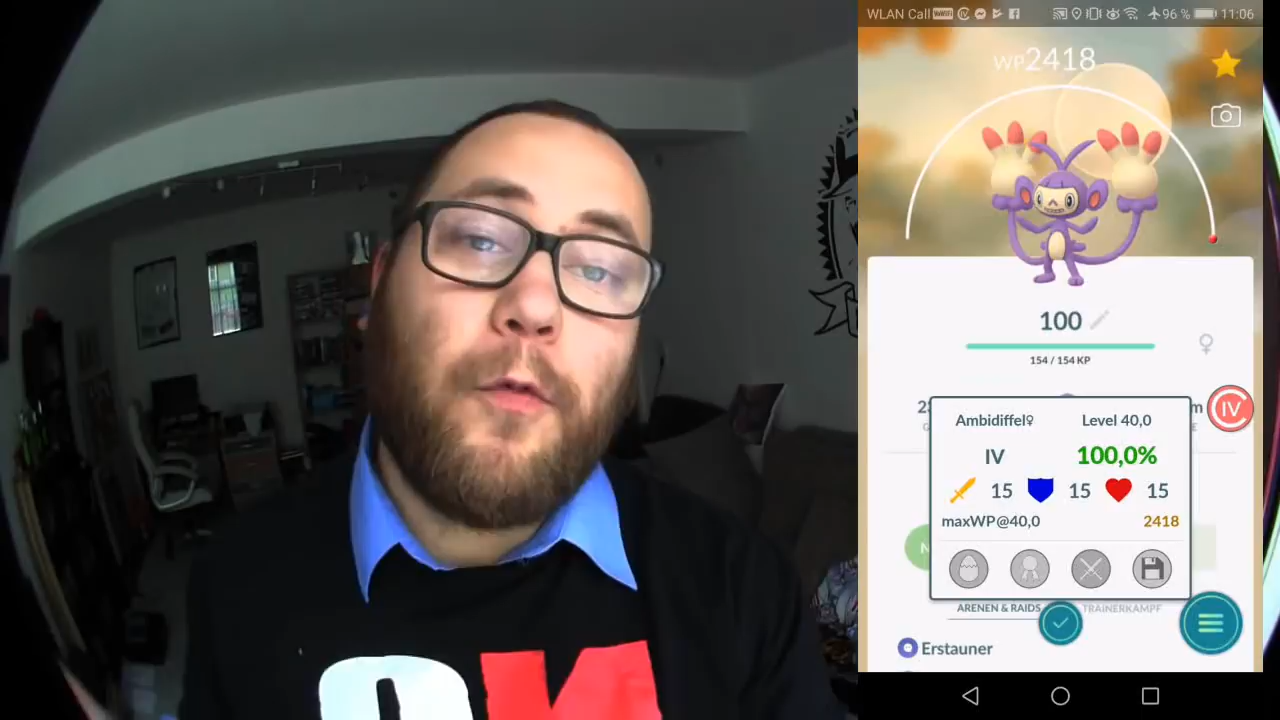 WLAN Call
96 %
11:06
WP2418
100
154 / 154 KP
IV
Ambidiffel♀
Level 40,0
IV
100,0%
15
15
15
maxWP@40,0
2418
ARENEN & RAIDS
TRAINERKAMPF
Erstauner